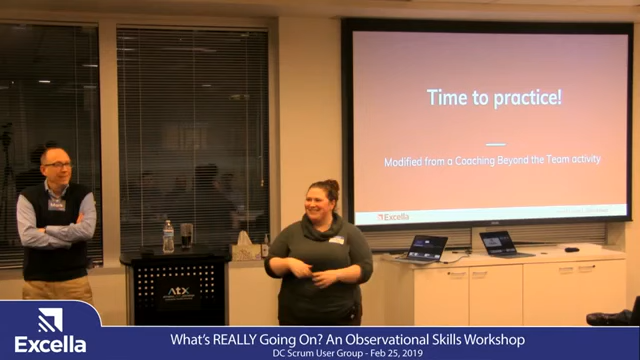 Time to practice!
Modified from a Coaching Beyond the Team activity
Excella
ATX
Excella
What's REALLY Going On? An Observational Skills Workshop
DC Scrum User Group - Feb 25, 2019